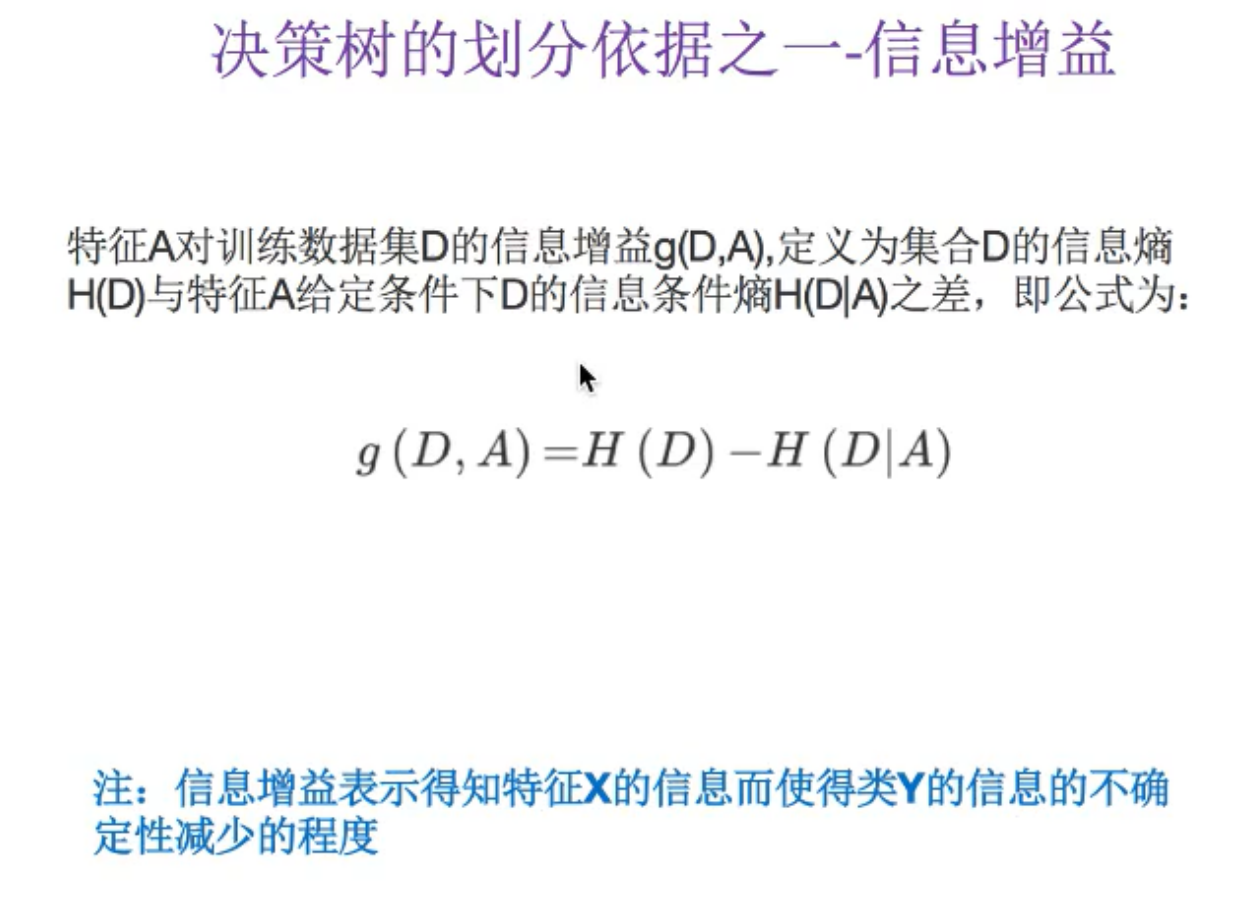 决策树的划分依据之一-信息增益
特征A对训练数据集D的信息增益g(D,A),定义为集合D的信息熵
H(D)与特征A给定条件下D的信息条件熵H(D|A)之差，即公式为：
g (D, A) =H (D) −H (D|A)
注：信息增益表示得知特征X的信息而使得类Y的信息的不确
定性减少的程度